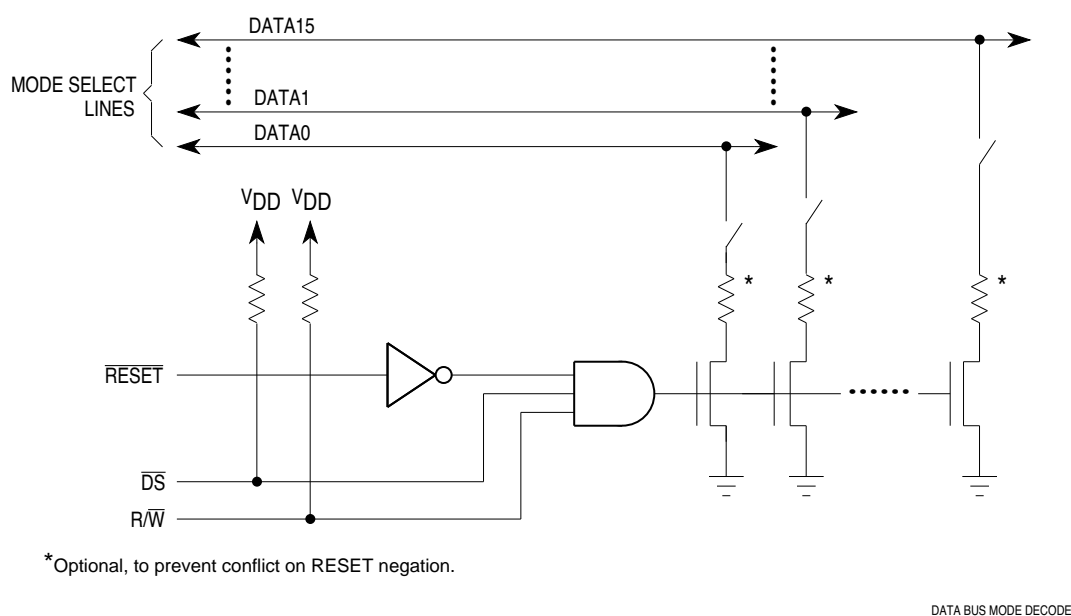 DATA15
MODE SELECT
LINES
DATA1
DATA0
VDD VDD
* * *
RESET
DS
R/W
*Optional, to prevent conflict on RESET negation.
DATA BUS MODE DECODE